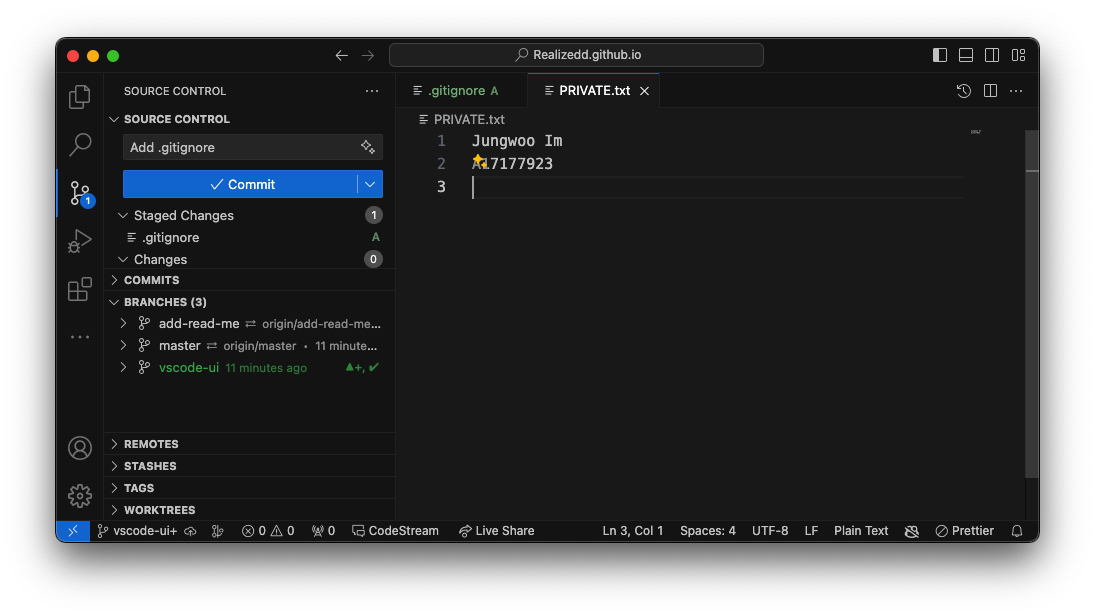 Realizedd.github.io
SOURCE CONTROL
.gitignore A
PRIVATE.txt
SOURCE CONTROL
PRIVATE.txt
Add .gitignore
1 Jungwoo Im
2 17177923
3
Commit
1
Staged Changes 1
.gitignore A
Changes 0
COMMITS
BRANCHES (3)
add-read-me origin/add-read-me...
master origin/master • 11 minute...
vscode-ui 11 minutes ago
REMOTES
STASHES
TAGS
WORKTREES
vscode-ui+ 0 0 0 CodeStream Live Share Ln 3, Col 1 Spaces: 4 UTF-8 LF Plain Text Prettier